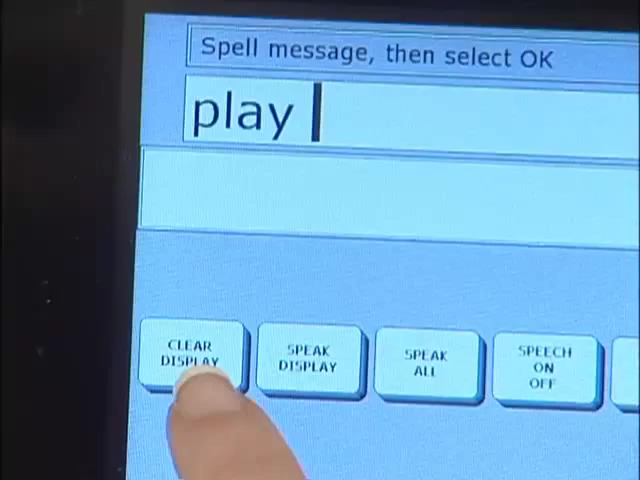 Spell message, then select OK
play
CLEAR
DISPLAY
SPEAK
DISPLAY
SPEAK
ALL
SPEECH
ON
OFF